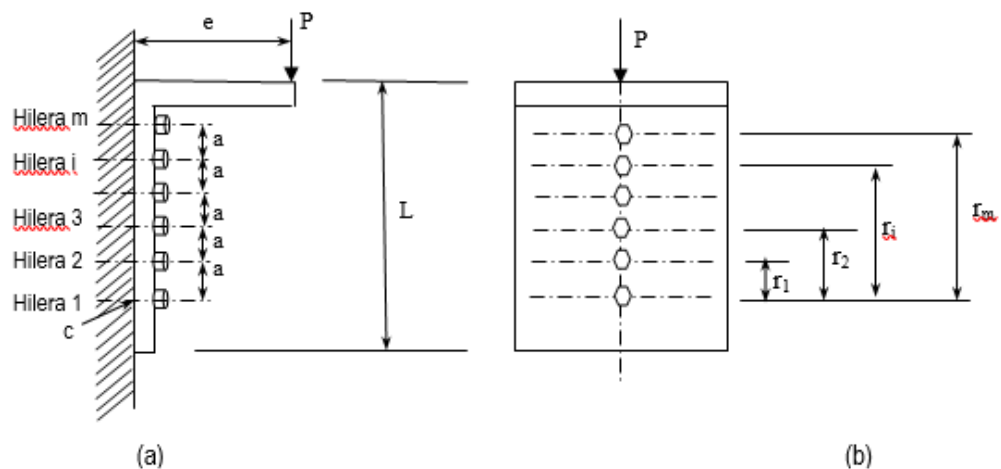 e
P
Hilera m
a
Hilera i
a
a
Hilera 3
a
Hilera 2
a
Hilera 1
c
L
(a)
P
r1
r2
ri
rm
(b)